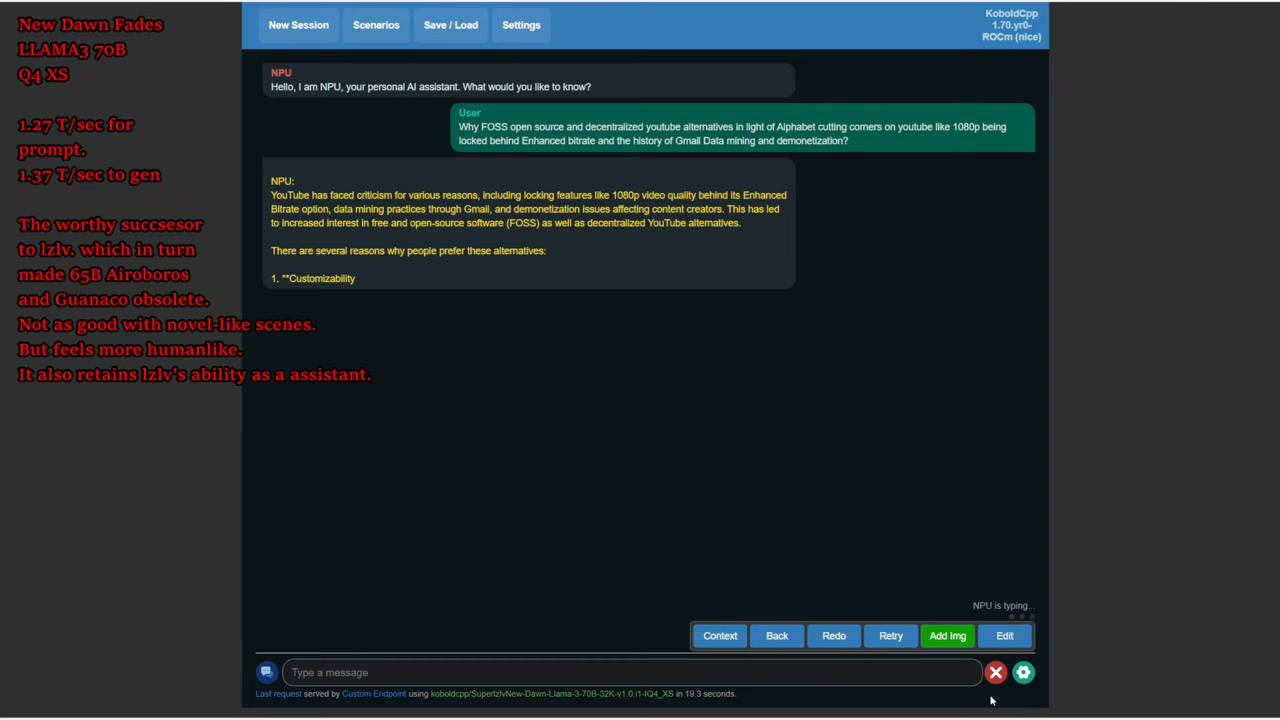 New Dawn Fades
LLAMA3 70B
Q4 XS
1.27 T/sec for
prompt.
1.37 T/sec to gen
The worthy succsesor
to lzlv. which in turn
made 65B Airoboros
and Guanaco obsolete.
Not as good with novel-like scenes.
But feels more humanlike.
It also retains lzlv's ability as a assistant.
New Session
Scenarios
Save / Load
Settings
KoboldCpp
1.70.yr0-
ROCm (nice)
NPU
Hello, I am NPU, your personal AI assistant. What would you like to know?
User
Why FOSS open source and decentralized youtube alternatives in light of Alphabet cutting corners on youtube like 1080p being
locked behind Enhanced bitrate and the history of Gmail Data mining and demonetization?
NPU:
YouTube has faced criticism for various reasons, including locking features like 1080p video quality behind its Enhanced
Bitrate option, data mining practices through Gmail, and demonetization issues affecting content creators. This has led
to increased interest in free and open-source software (FOSS) as well as decentralized YouTube alternatives.
There are several reasons why people prefer these alternatives:
1. **Customizability
NPU is typing...
Context
Back
Redo
Retry
Add Img
Edit
Type a message
Last request served by Custom Endpoint using koboldcpp/SuperlzlvNew-Dawn-Llama-3-70B-32K-v1.0.i1-IQ4_XS in 19.3 seconds.